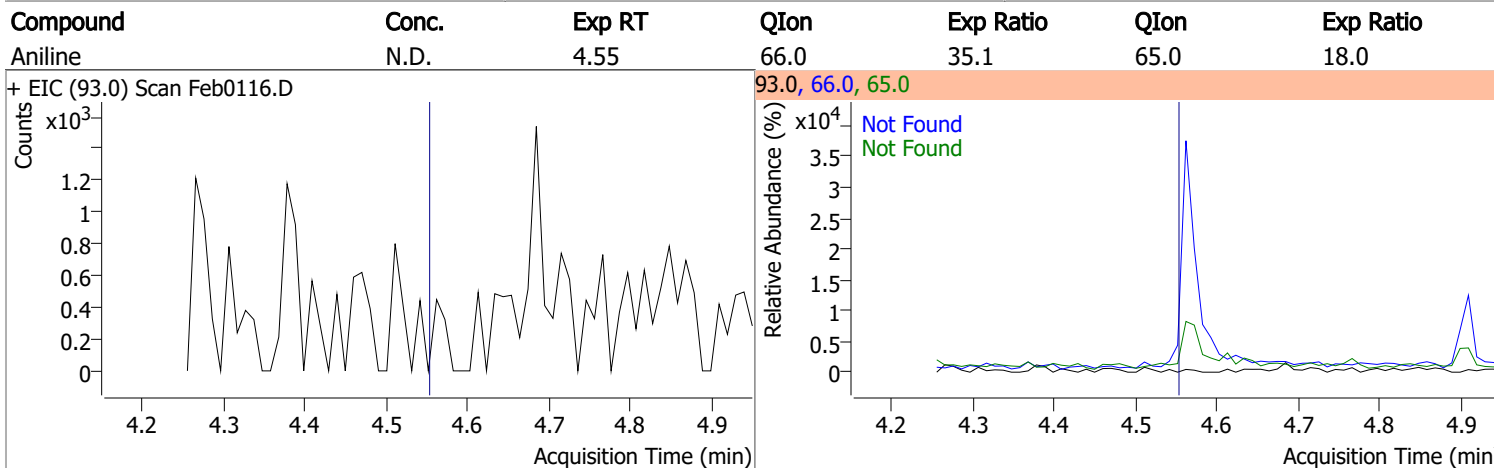 Compound Conc. Exp RT QIon Exp Ratio QIon Exp Ratio
Aniline N.D. 4.55 66.0 35.1 65.0 18.0
+ EIC (93.0) Scan Feb0116.D
Counts
x10³
1.2
1
0.8
0.6
0.4
0.2
0
4.2 4.3 4.4 4.5 4.6 4.7 4.8 4.9
Acquisition Time (min)
93.0, 66.0, 65.0
Relative Abundance (%)
x10⁴
Not Found
Not Found
3.5
3
2.5
2
1.5
1
0.5
0
4.2 4.3 4.4 4.5 4.6 4.7 4.8 4.9
Acquisition Time (min